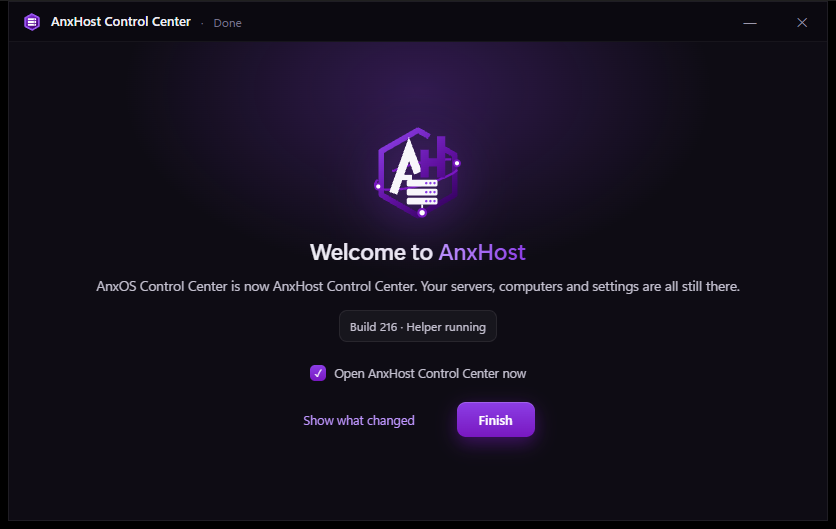 AnxHost Control Center · Done
AH
Welcome to AnxHost
AnxOS Control Center is now AnxHost Control Center. Your servers, computers and settings are all still there.
Build 216 · Helper running
Open AnxHost Control Center now
Show what changed
Finish